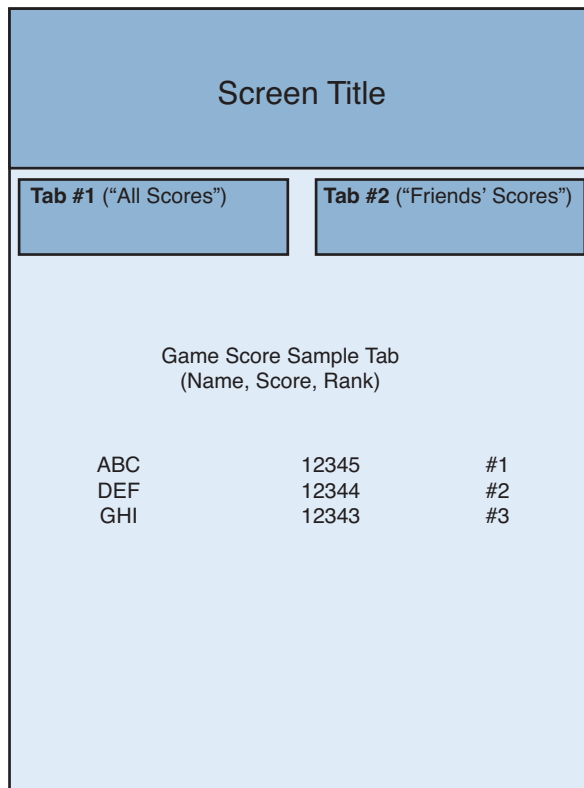 Screen Title
Tab #1 (“All Scores”)
Tab #2 (“Friends’ Scores”)
Game Score Sample Tab
(Name, Score, Rank)
ABC 12345 #1
DEF 12344 #2
GHI 12343 #3